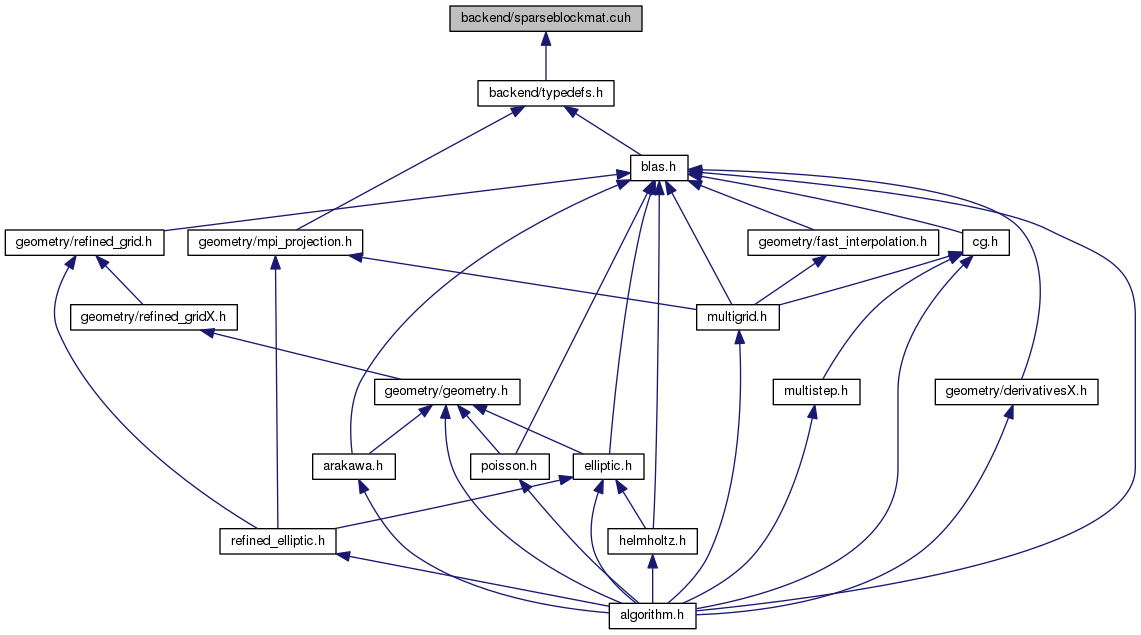 backend/sparseblockmat.cuh
backend/typedefs.h
blas.h
geometry/refined_grid.h
geometry/mpi_projection.h
geometry/fast_interpolation.h
cg.h
geometry/refined_gridX.h
multigrid.h
geometry/geometry.h
multistep.h
geometry/derivativesX.h
arakawa.h
poisson.h
elliptic.h
refined_elliptic.h
helmholtz.h
algorithm.h